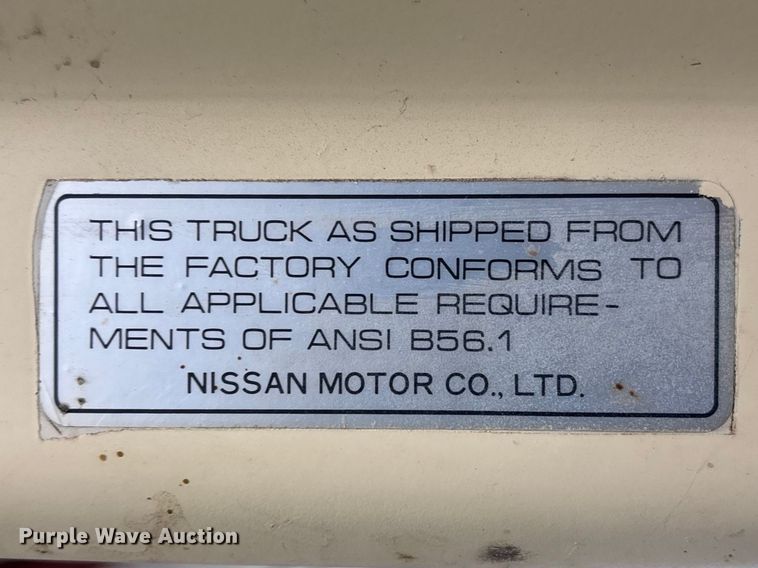 THIS TRUCK AS SHIPPED FROM
THE FACTORY CONFORMS TO
ALL APPLICABLE REQUIRE-
MENTS OF ANSI B56.1
NISSAN MOTOR CO., LTD.
Purple Wave Auction